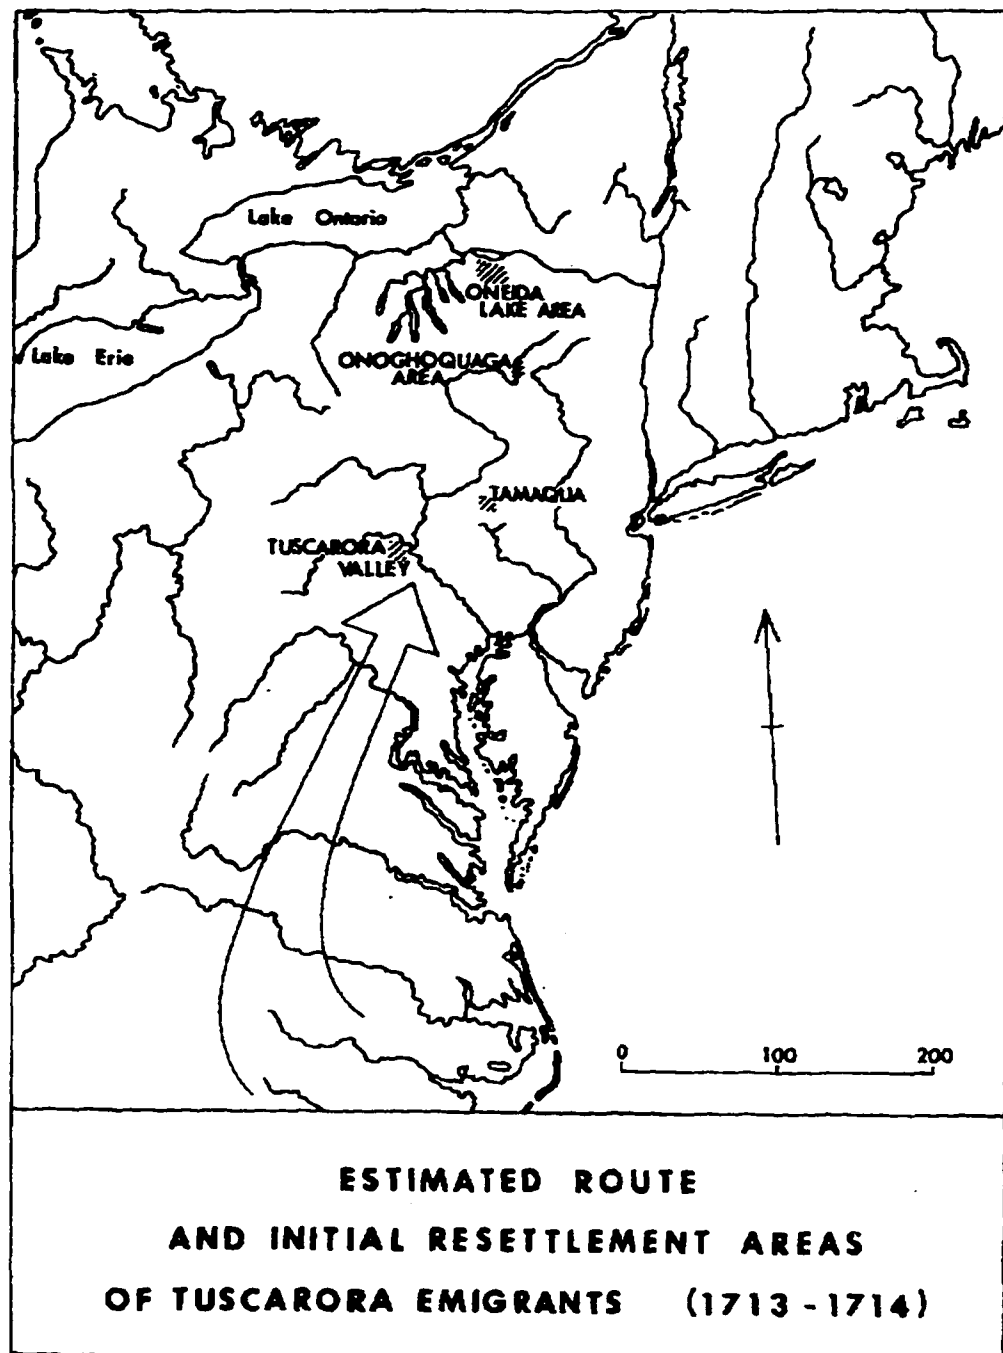 Lake Ontario
ONEIDA
LAKE AREA
Lake Erie
ONOGHOQUAGA
AREA
TAMAQUA
TUSCARORA
VALLEY
0 100 200
ESTIMATED ROUTE
AND INITIAL RESETTLEMENT AREAS
OF TUSCARORA EMIGRANTS (1713-1714)